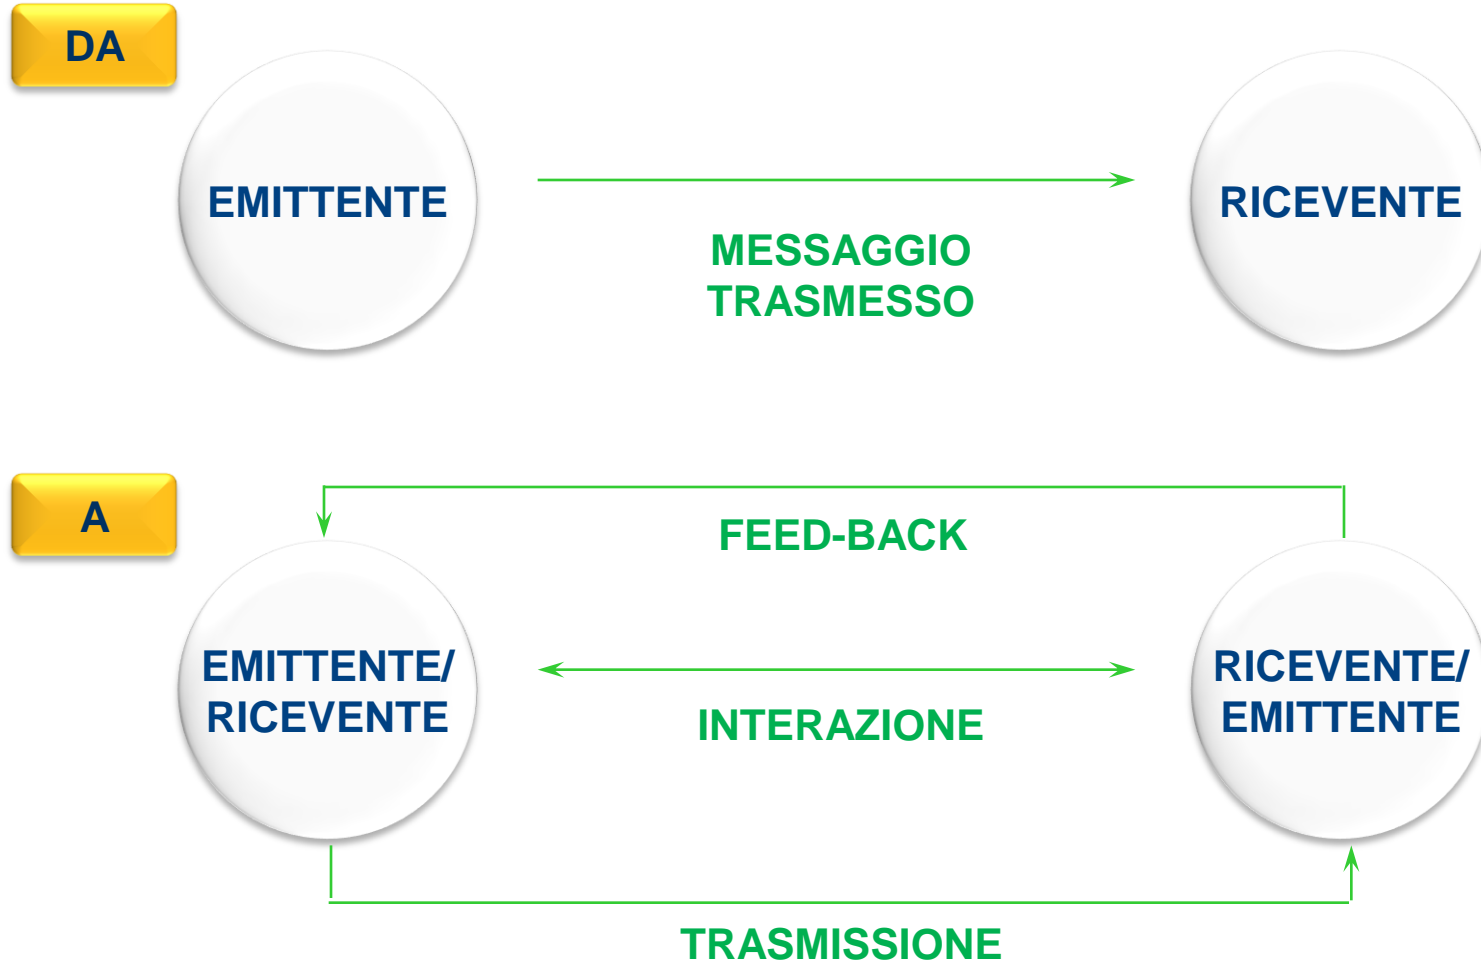 DA
EMITTENTE
RICEVENTE
MESSAGGIO
TRASMESSO
A
FEED-BACK
EMITTENTE/
RICEVENTE
RICEVENTE/
EMITTENTE
INTERAZIONE
TRASMISSIONE